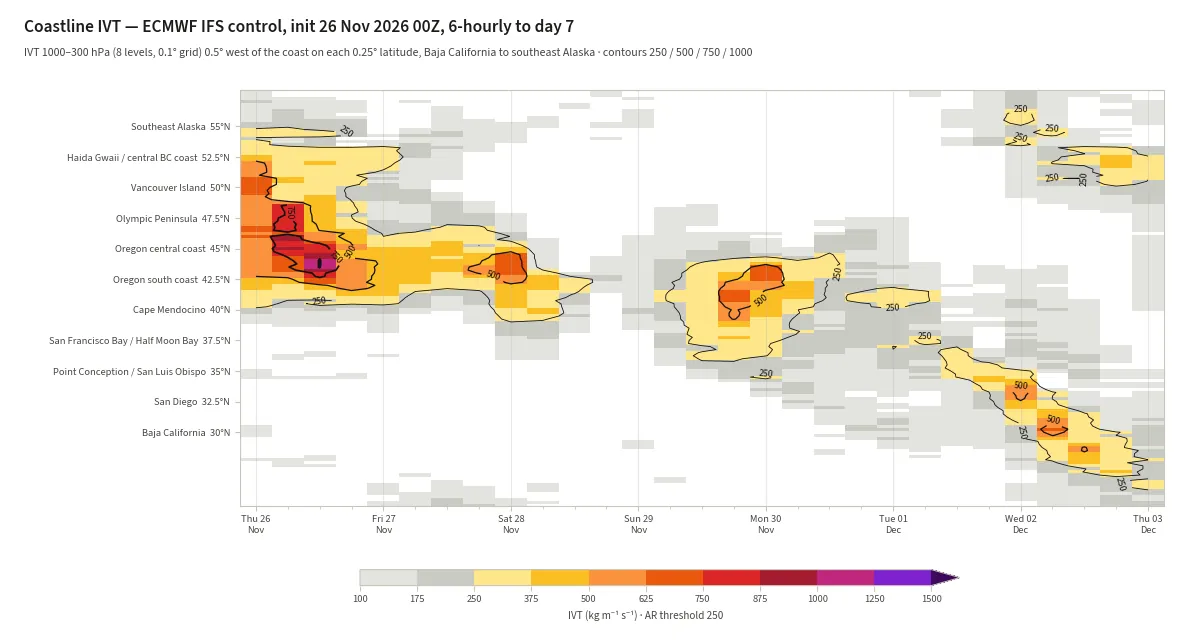 Coastline IVT — ECMWF IFS control, init 26 Nov 2026 00Z, 6-hourly to day 7
IVT 1000–300 hPa (8 levels, 0.1° grid) 0.5° west of the coast on each 0.25° latitude, Baja California to southeast Alaska · contours 250 / 500 / 750 / 1000
Southeast Alaska 55°N
Haida Gwaii / central BC coast 52.5°N
Vancouver Island 50°N
Olympic Peninsula 47.5°N
Oregon central coast 45°N
Oregon south coast 42.5°N
Cape Mendocino 40°N
San Francisco Bay / Half Moon Bay 37.5°N
Point Conception / San Luis Obispo 35°N
San Diego 32.5°N
Baja California 30°N
250
250
250
250
250
250
250
750
500
500
250
500
250
250
250
250
500
500
250
250
Thu 26 Nov
Fri 27 Nov
Sat 28 Nov
Sun 29 Nov
Mon 30 Nov
Tue 01 Dec
Wed 02 Dec
Thu 03 Dec
100 175 250 375 500 625 750 875 1000 1250 1500
IVT (kg m⁻¹ s⁻¹) · AR threshold 250